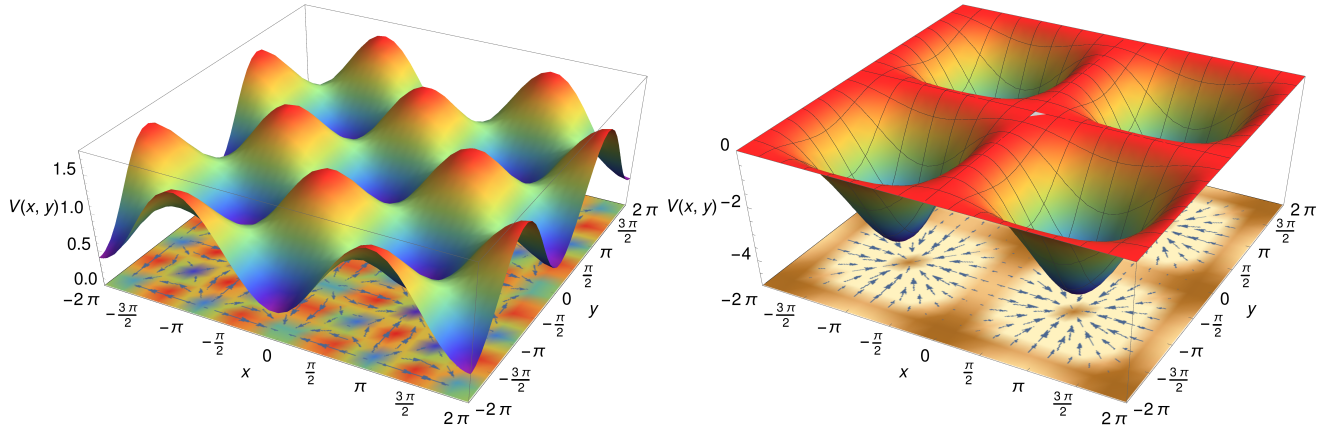 1.5
V(x, y) 1.0
0.5
0.0
-2 π
-3π/2
-π
-π/2
0
π/2
π
3π/2
2 π
x
-2 π
-3π/2
-π
-π/2
0
π/2
π
3π/2
2 π
y
0
V(x, y) -2
-4
-2 π
-3π/2
-π
-π/2
0
π/2
π
3π/2
2 π
x
-2 π
-3π/2
-π
-π/2
0
π/2
π
3π/2
2 π
y